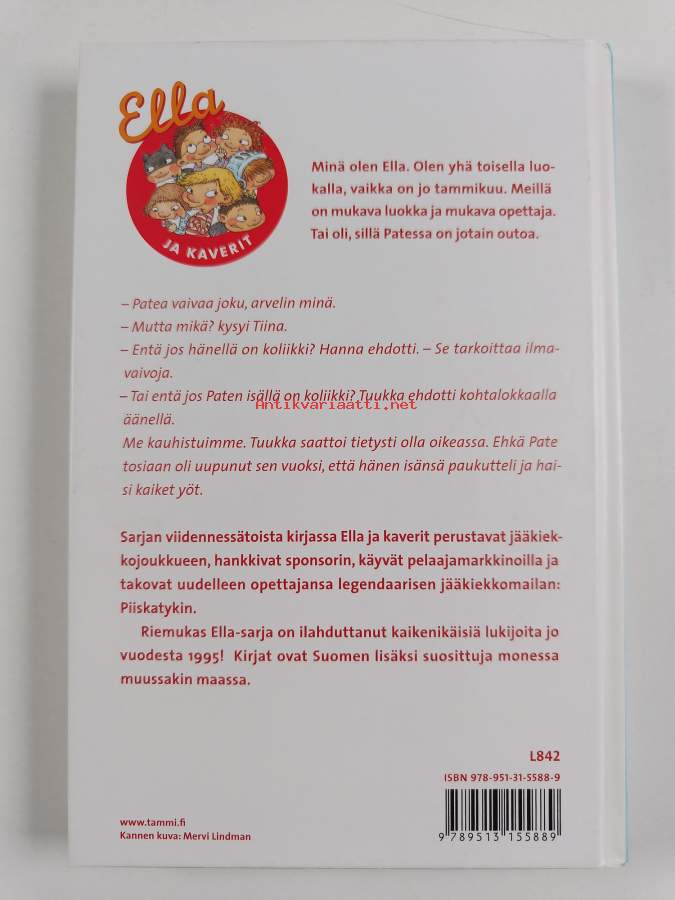 Ella
JA KAVERIT
Minä olen Ella. Olen yhä toisella luo-
kalla, vaikka on jo tammikuu. Meillä
on mukava luokka ja mukava opettaja.
Tai oli, sillä Patessa on jotain outoa.
– Patea vaivaa joku, arvelin minä.
– Mutta mikä? kysyi Tiina.
– Entä jos hänellä on koliikki? Hanna ehdotti. – Se tarkoittaa ilma-
vaivoja.
– Tai entä jos Paten isällä on koliikki? Tuukka ehdotti kohtalokkaalla
Antikvariaatti.net
äänellä.
Me kauhistuimme. Tuukka saattoi tietysti olla oikeassa. Ehkä Pate
tosiaan oli uupunut sen vuoksi, että hänen isänsä paukutteli ja hai-
si kaiket yöt.
Sarjan viidennessätoista kirjassa Ella ja kaverit perustavat jääkiek-
kojoukkueen, hankkivat sponsorin, käyvät pelaajamarkkinoilla ja
takovat uudelleen opettajansa legendaarisen jääkiekkomailan:
Piiskatykin.
Riemukas Ella-sarja on ilahduttanut kaikenikäisiä lukijoita jo
vuodesta 1995! Kirjat ovat Suomen lisäksi suosittuja monessa
muussakin maassa.
L842
ISBN 978-951-31-5588-9
9 789513 155889
www.tammi.fi
Kannen kuva: Mervi Lindman